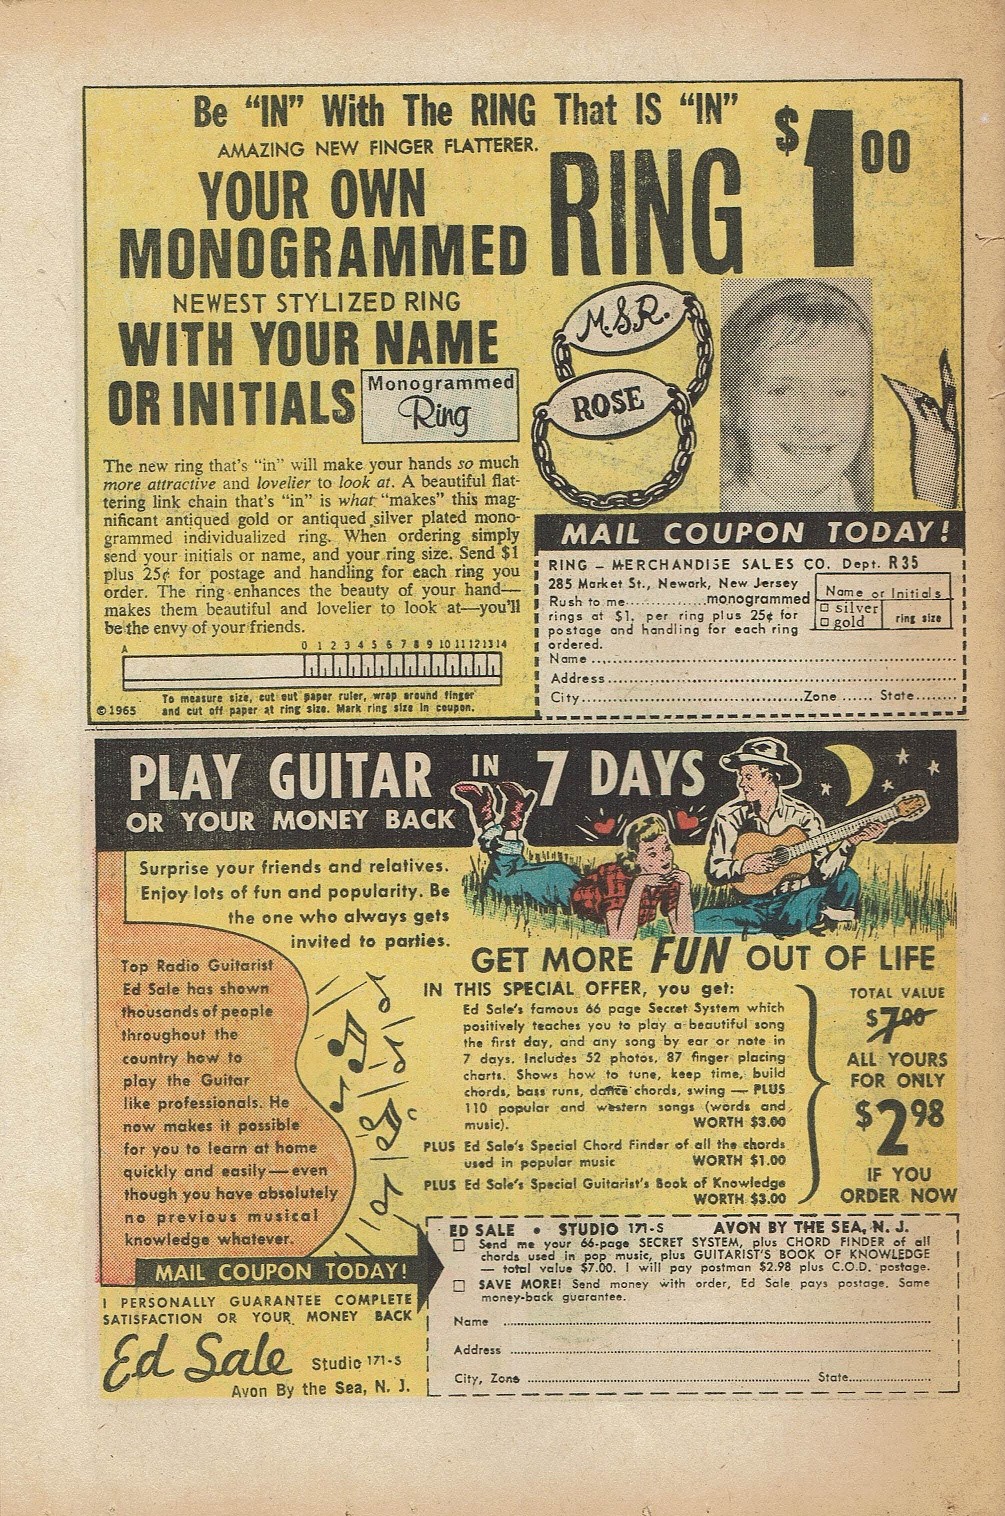 Be "IN" With The RING That IS "IN"
AMAZING NEW FINGER FLATTERER.
YOUR OWN
MONOGRAMMED
RING $1.00
NEWEST STYLIZED RING
WITH YOUR NAME
OR INITIALS
Monogrammed
Ring
M.S.R.
ROSE
The new ring that's "in" will make your hands so much
more attractive and lovelier to look at. A beautiful flat-
tering link chain that's "in" is what "makes" this mag-
nificant antiqued gold or antiqued silver plated mono-
grammed individualized ring. When ordering simply
send your initials or name, and your ring size. Send $1
plus 25¢ for postage and handling for each ring you
order. The ring enhances the beauty of your hand—
makes them beautiful and lovelier to look at—you'll
be the envy of your friends.
A 0 1 2 3 4 5 6 7 8 9 10 11 12 13 14
To measure size, cut out paper ruler, wrap around finger
and cut off paper at ring size. Mark ring size in coupon.
© 1965
MAIL COUPON TODAY!
RING – MERCHANDISE SALES CO. Dept. R35
285 Market St., Newark, New Jersey
Rush to me..............monogrammed
rings at $1. per ring plus 25¢ for
postage and handling for each ring
ordered.
Name or Initials
□ silver
□ gold
ring size
Name
Address
City Zone State
PLAY GUITAR IN 7 DAYS
OR YOUR MONEY BACK
Surprise your friends and relatives.
Enjoy lots of fun and popularity. Be
the one who always gets
invited to parties.
Top Radio Guitarist
Ed Sale has shown
thousands of people
throughout the
country how to
play the Guitar
like professionals. He
now makes it possible
for you to learn at home
quickly and easily—even
though you have absolutely
no previous musical
knowledge whatever.
MAIL COUPON TODAY!
I PERSONALLY GUARANTEE COMPLETE
SATISFACTION OR YOUR MONEY BACK
Ed Sale Studio 171-S
Avon By the Sea, N. J.
GET MORE FUN OUT OF LIFE
IN THIS SPECIAL OFFER, you get:
Ed Sale's famous 66 page Secret System which
positively teaches you to play a beautiful song
the first day, and any song by ear or note in
7 days. Includes 52 photos, 87 finger placing
charts. Shows how to tune, keep time, build
chords, bass runs, dance chords, swing — PLUS
110 popular and western songs (words and
music). WORTH $3.00
PLUS Ed Sale's Special Chord Finder of all the chords
used in popular music WORTH $1.00
PLUS Ed Sale's Special Guitarist's Book of Knowledge
WORTH $3.00
TOTAL VALUE
$7.00
ALL YOURS
FOR ONLY
$2.98
IF YOU
ORDER NOW
ED SALE • STUDIO 171-S AVON BY THE SEA, N. J.
□ Send me your 66-page SECRET SYSTEM, plus CHORD FINDER of all
chords used in pop music, plus GUITARIST'S BOOK OF KNOWLEDGE
— total value $7.00. I will pay postman $2.98 plus C.O.D. postage.
□ SAVE MORE! Send money with order, Ed Sale pays postage. Same
money-back guarantee.
Name
Address
City, Zone State